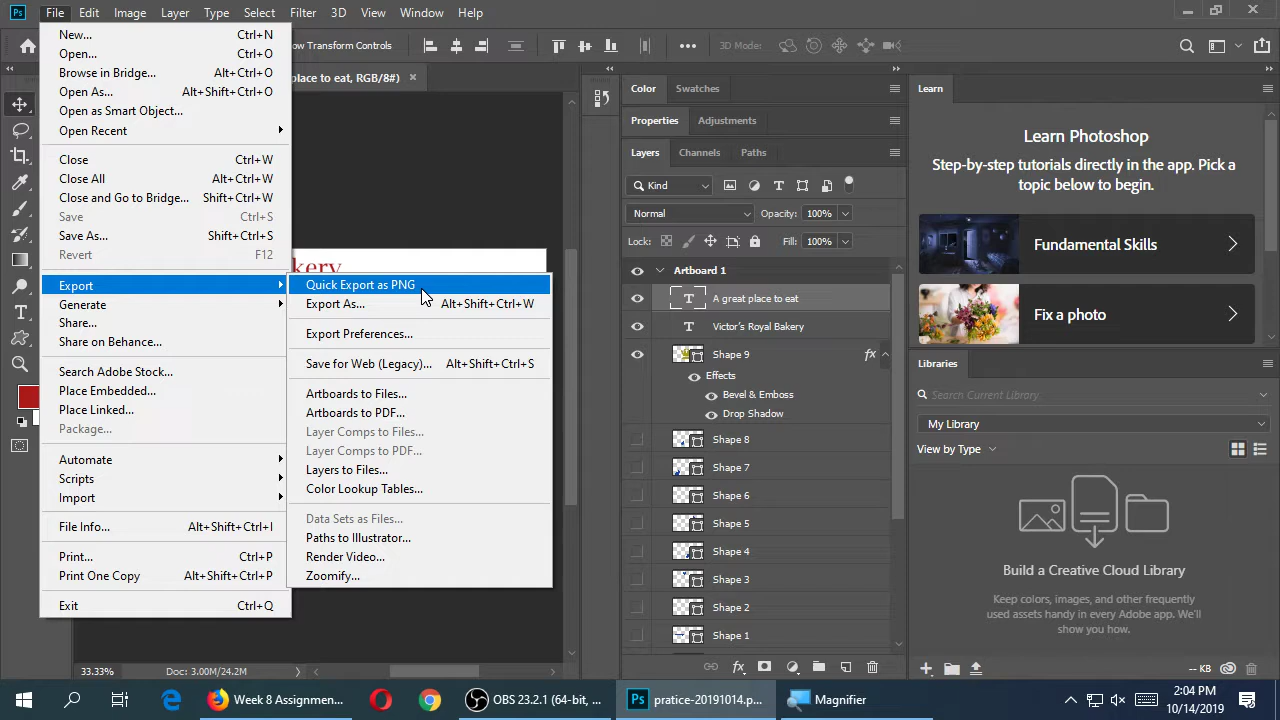 Ps File Edit Image Layer Type Select Filter 3D View Window Help
ow Transform Controls
3D Mode:
place to eat, RGB/8#) ×
New... Ctrl+N
Open... Ctrl+O
Browse in Bridge... Alt+Ctrl+O
Open As... Alt+Shift+Ctrl+O
Open as Smart Object...
Open Recent
Close Ctrl+W
Close All Alt+Ctrl+W
Close and Go to Bridge... Shift+Ctrl+W
Save Ctrl+S
Save As... Shift+Ctrl+S
Revert F12
Export
Generate
Share...
Share on Behance...
Search Adobe Stock...
Place Embedded...
Place Linked...
Package...
Automate
Scripts
Import
File Info... Alt+Shift+Ctrl+I
Print... Ctrl+P
Print One Copy Alt+Shift+Ctrl+P
Exit Ctrl+Q
kery
Quick Export as PNG
Export As... Alt+Shift+Ctrl+W
Export Preferences...
Save for Web (Legacy)... Alt+Shift+Ctrl+S
Artboards to Files...
Artboards to PDF...
Layer Comps to Files...
Layer Comps to PDF...
Layers to Files...
Color Lookup Tables...
Data Sets as Files...
Paths to Illustrator...
Render Video...
Zoomify...
33.33% Doc: 3.00M/24.2M
Color Swatches
Properties Adjustments
Layers Channels Paths
Kind
Normal Opacity: 100%
Lock: Fill: 100%
Artboard 1
T A great place to eat
T Victor's Royal Bakery
Shape 9 fx
Effects
Bevel & Emboss
Drop Shadow
Shape 8
Shape 7
Shape 6
Shape 5
Shape 4
Shape 3
Shape 2
Shape 1
fx
Learn
Learn Photoshop
Step-by-step tutorials directly in the app. Pick a
topic below to begin.
Fundamental Skills
Fix a photo
Libraries
Search Current Library
My Library
View by Type
Build a Creative Cloud Library
Keep colors, images, and other frequently
used assets handy in every Adobe app. We'll
show you how.
-- KB
Week 8 Assignmen...
OBS 23.2.1 (64-bit, ...
Ps pratice-20191014.p...
Magnifier
2:04 PM
10/14/2019